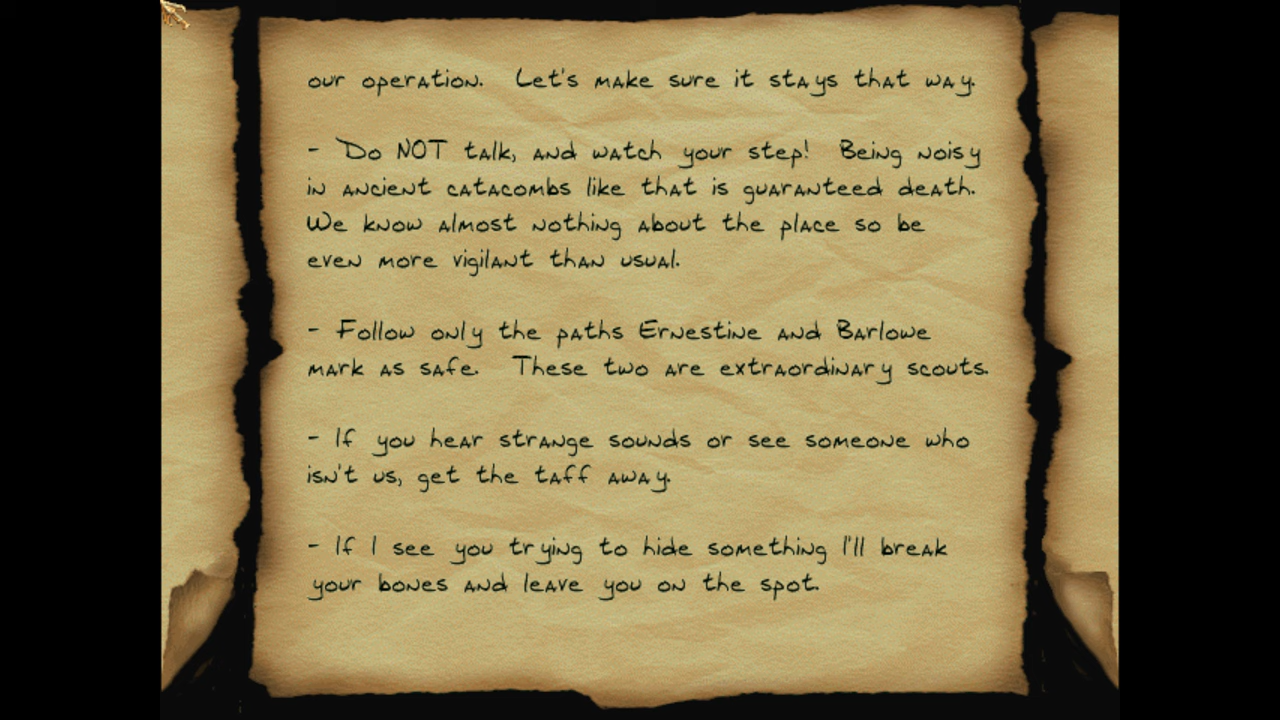 our operation. Let's make sure it stays that way.
- Do NOT talk, and watch your step! Being noisy
in ancient catacombs like that is guaranteed death.
We know almost nothing about the place so be
even more vigilant than usual.
- Follow only the paths Ernestine and Barlowe
mark as safe. These two are extraordinary scouts.
- If you hear strange sounds or see someone who
isn't us, get the taff away.
- If I see you trying to hide something I'll break
your bones and leave you on the spot.